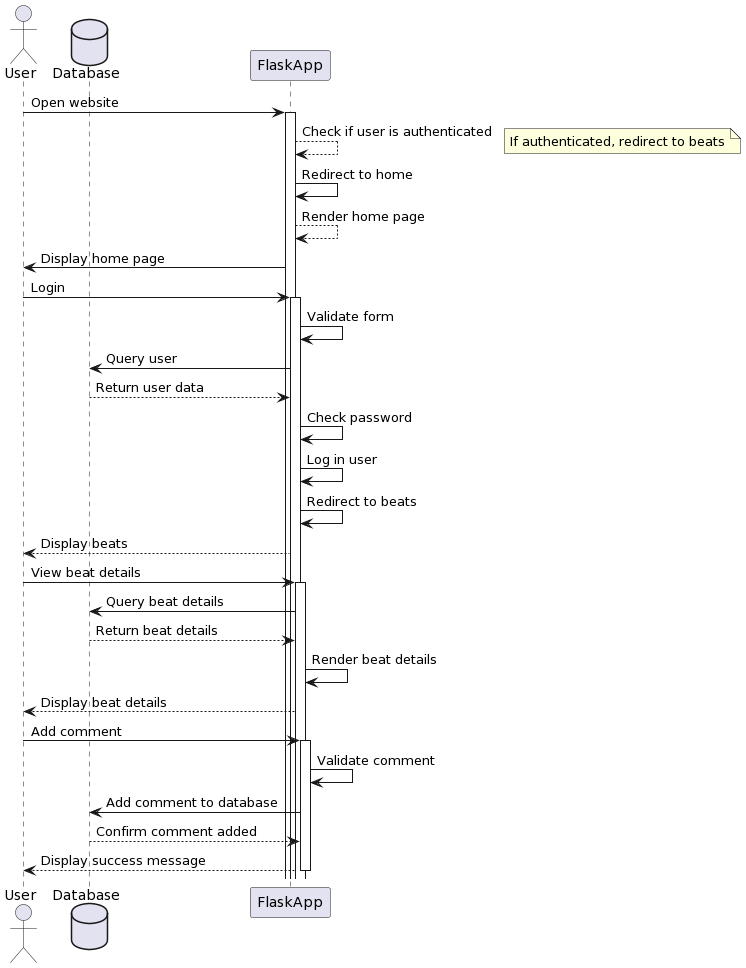 User
Database
FlaskApp
Open website
Check if user is authenticated
If authenticated, redirect to beats
Redirect to home
Render home page
Display home page
Login
Validate form
Query user
Return user data
Check password
Log in user
Redirect to beats
Display beats
View beat details
Query beat details
Return beat details
Render beat details
Display beat details
Add comment
Validate comment
Add comment to database
Confirm comment added
Display success message
User
Database
FlaskApp